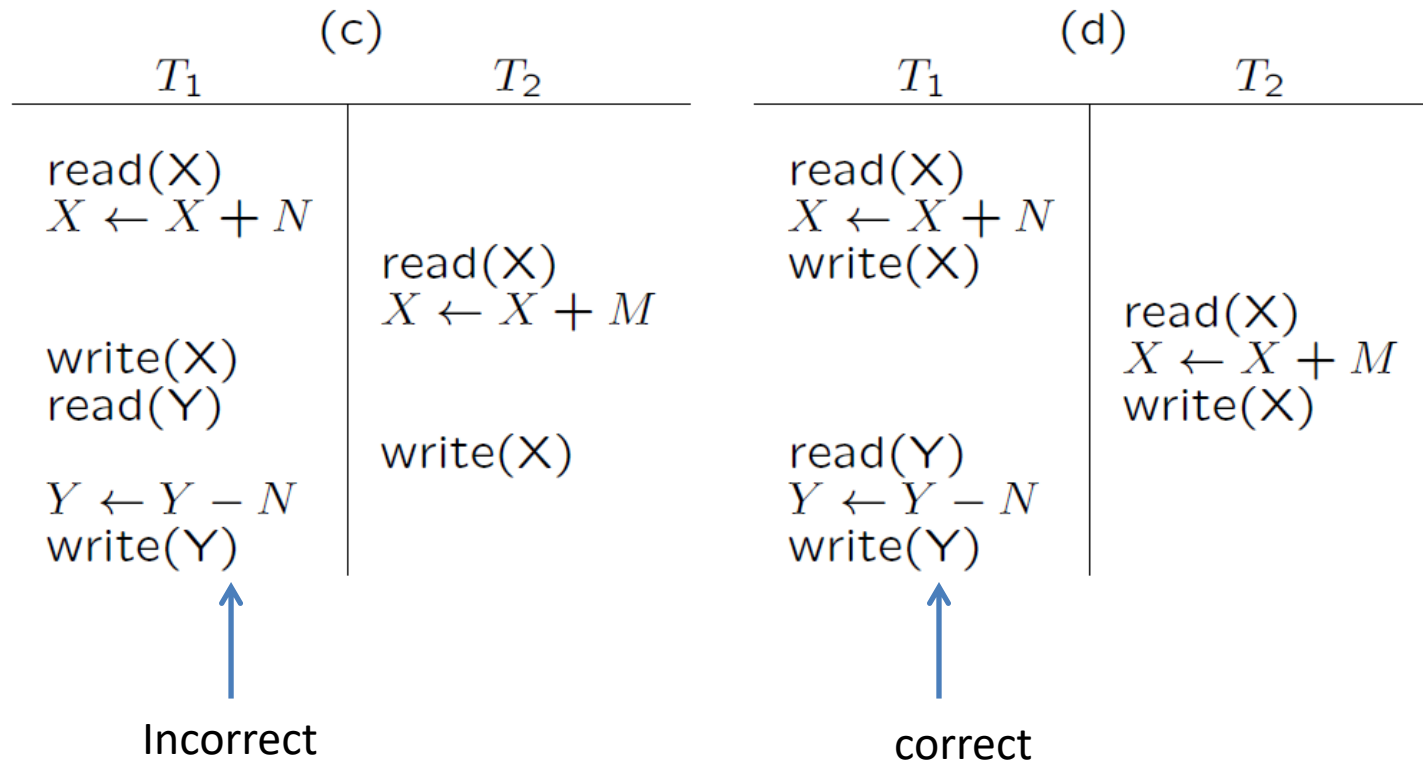 (c)
T₁ T₂
read(X)
X ← X + N
read(X)
X ← X + M
write(X)
read(Y)
write(X)
Y ← Y − N
write(Y)
Incorrect
(d)
T₁ T₂
read(X)
X ← X + N
write(X)
read(X)
X ← X + M
write(X)
read(Y)
Y ← Y − N
write(Y)
correct